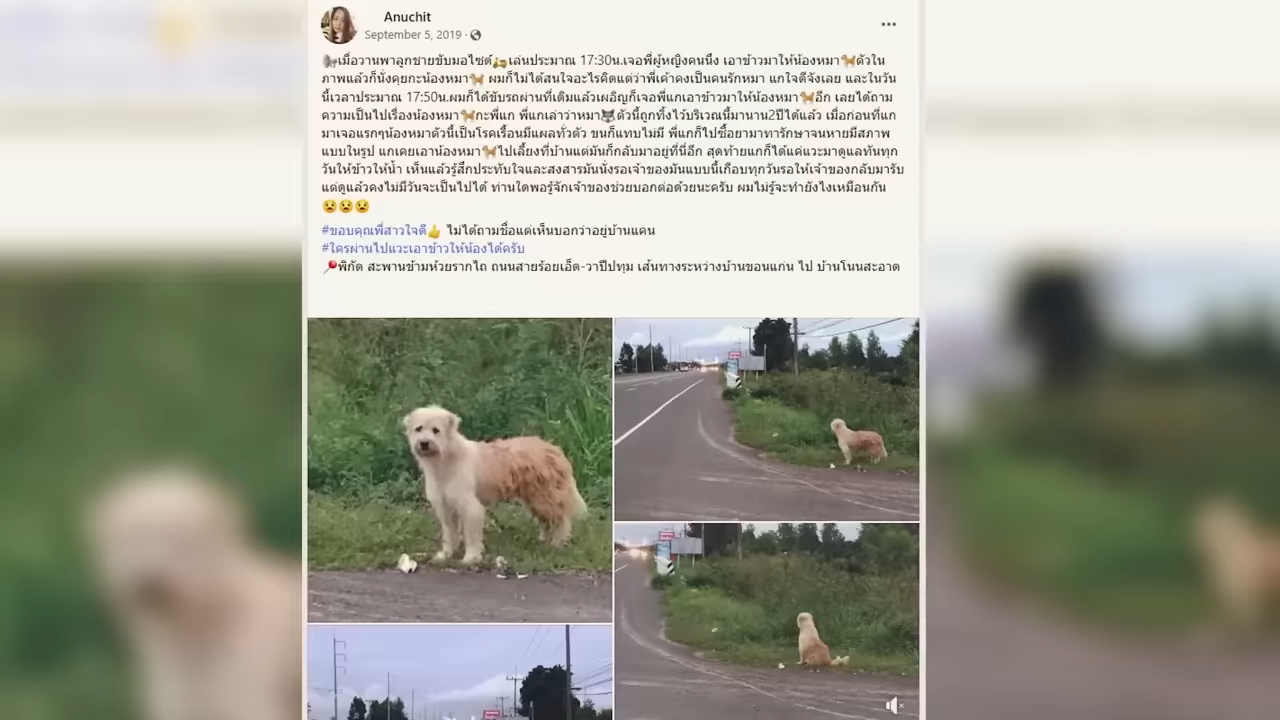 Anuchit
September 5, 2019 ·
🐩เมื่อวานพาลูกชายขับมอไซต์🛵เล่นประมาณ 17:30น.เจอพี่ผู้หญิงคนนึง เอาข้าวมาให้น้องหมา🐕ตัวใน
ภาพแล้วก็นั่งคุยกะน้องหมา🐕 ผมก็ไม่ได้สนใจอะไรคิดแต่ว่าพี่เค้าคงเป็นคนรักหมา แกใจดีจังเลย และในวัน
นี้เวลาประมาณ 17:50น.ผมก็ได้ขับรถผ่านที่เดิมแล้วเผอิญก็เจอพี่แกเอาข้าวมาให้น้องหมา🐕อีก เลยได้ถาม
ความเป็นไปเรื่องน้องหมา🐕กะพี่แก พี่แกเล่าว่าหมา🐺ตัวนี้ถูกทิ้งไว้บริเวณนี้มานาน2ปีได้แล้ว เมื่อก่อนที่แก
มาเจอแรกๆน้องหมาตัวนี้เป็นโรคเรื้อนมีแผลทั่วตัว ขนก็แทบไม่มี พี่แกก็ไปซื้อยามาทารักษาจนหายมีสภาพ
แบบในรูป แกเคยเอาน้องหมา🐕ไปเลี้ยงที่บ้านแต่มันก็กลับมาอยู่ที่นี่อีก สุดท้ายแกก็ได้แค่แวะมาดูแลทันทุก
วันให้ข้าวให้น้ำ เห็นแล้วรู้สึกประทับใจและสงสารมันนั่งรอเจ้าของมันแบบนี้เกือบทุกวันรอให้เจ้าของกลับมารับ
แต่ดูแล้วคงไม่มีวันจะเป็นไปได้ ท่านใดพอรู้จักเจ้าของช่วยบอกต่อด้วยนะครับ ผมไม่รู้จะทำยังไงเหมือนกัน
😧😧😧
#ขอบคุณพี่สาวใจดี👍 ไม่ได้ถามชื่อแต่เห็นบอกว่าอยู่บ้านแคน
#ใครผ่านไปแวะเอาข้าวให้น้องได้ครับ
📍พิกัด สะพานข้ามห้วยรากไถ ถนนสายร้อยเอ็ด-วาปีปทุม เส้นทางระหว่างบ้านขอนแก่น ไป บ้านโนนสะอาด